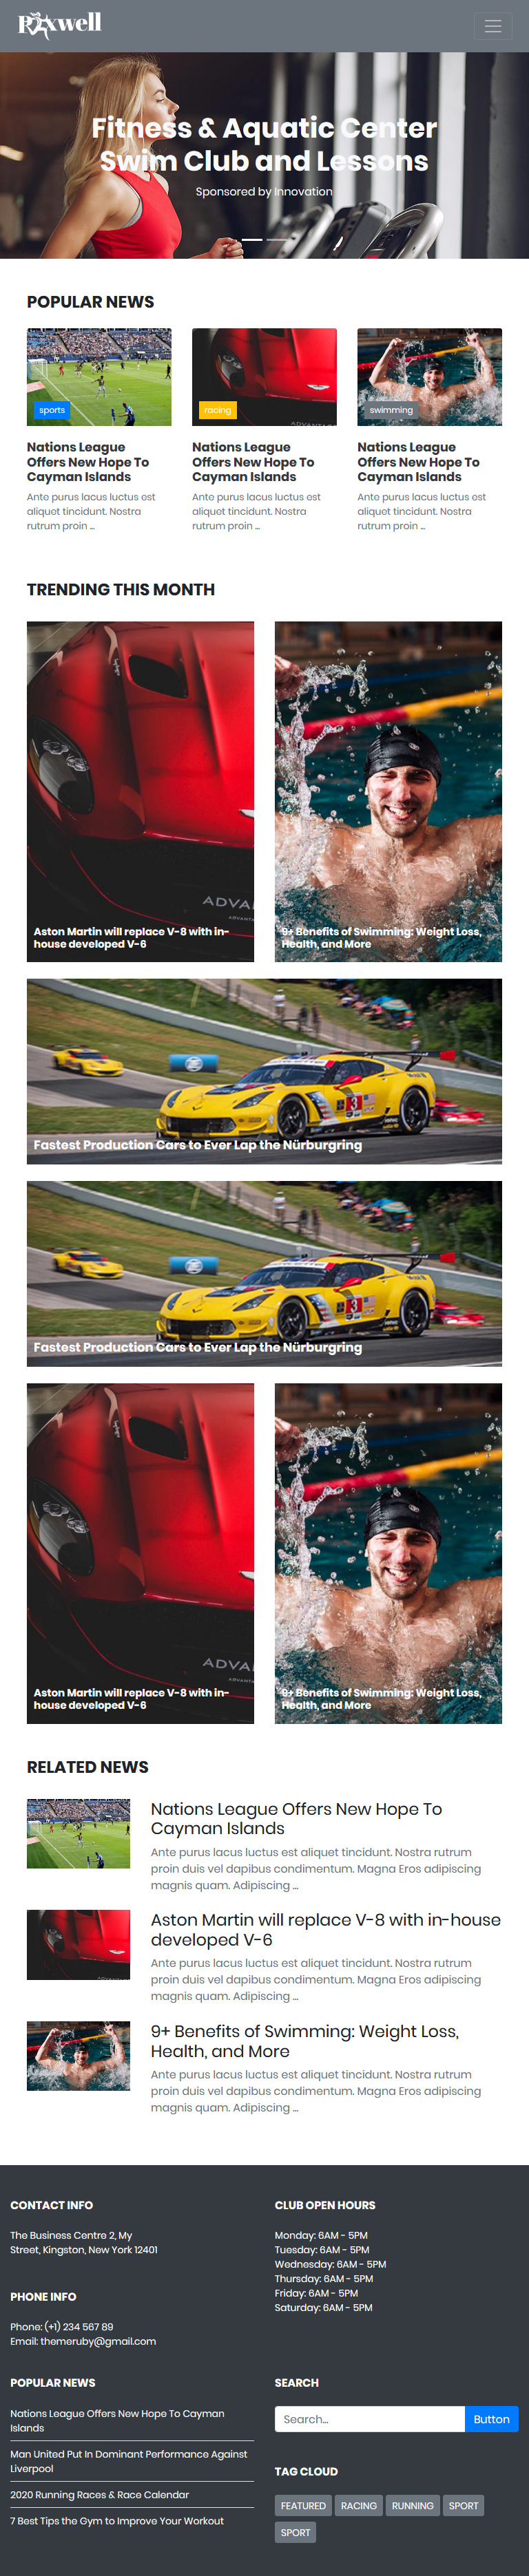 Roxwell
Fitness & Aquatic Center
Swim Club and Lessons
Sponsored by Innovation
POPULAR NEWS
sports
racing
swimming
Nations League
Offers New Hope To
Cayman Islands
Ante purus lacus luctus est
aliquet tincidunt. Nostra
rutrum proin ...
Nations League
Offers New Hope To
Cayman Islands
Ante purus lacus luctus est
aliquet tincidunt. Nostra
rutrum proin ...
Nations League
Offers New Hope To
Cayman Islands
Ante purus lacus luctus est
aliquet tincidunt. Nostra
rutrum proin ...
TRENDING THIS MONTH
ADVA
Aston Martin will replace V-8 with in-
house developed V-6
9+ Benefits of Swimming: Weight Loss,
Health, and More
3
Fastest Production Cars to Ever Lap the Nürburgring
3
Fastest Production Cars to Ever Lap the Nürburgring
ADVA
Aston Martin will replace V-8 with in-
house developed V-6
9+ Benefits of Swimming: Weight Loss,
Health, and More
RELATED NEWS
Nations League Offers New Hope To
Cayman Islands
Ante purus lacus luctus est aliquet tincidunt. Nostra rutrum
proin duis vel dapibus condimentum. Magna Eros adipiscing
magnis quam. Adipiscing ...
Aston Martin will replace V-8 with in-house
developed V-6
Ante purus lacus luctus est aliquet tincidunt. Nostra rutrum
proin duis vel dapibus condimentum. Magna Eros adipiscing
magnis quam. Adipiscing ...
9+ Benefits of Swimming: Weight Loss,
Health, and More
Ante purus lacus luctus est aliquet tincidunt. Nostra rutrum
proin duis vel dapibus condimentum. Magna Eros adipiscing
magnis quam. Adipiscing ...
CONTACT INFO
The Business Centre 2, My
Street, Kingston, New York 12401
PHONE INFO
Phone: (+1) 234 567 89
Email: themeruby@gmail.com
CLUB OPEN HOURS
Monday: 6AM - 5PM
Tuesday: 6AM - 5PM
Wednesday: 6AM - 5PM
Thursday: 6AM - 5PM
Friday: 6AM - 5PM
Saturday: 6AM - 5PM
POPULAR NEWS
Nations League Offers New Hope To Cayman
Islands
Man United Put In Dominant Performance Against
Liverpool
2020 Running Races & Race Calendar
7 Best Tips the Gym to Improve Your Workout
SEARCH
Search... Button
TAG CLOUD
FEATURED RACING RUNNING SPORT
SPORT